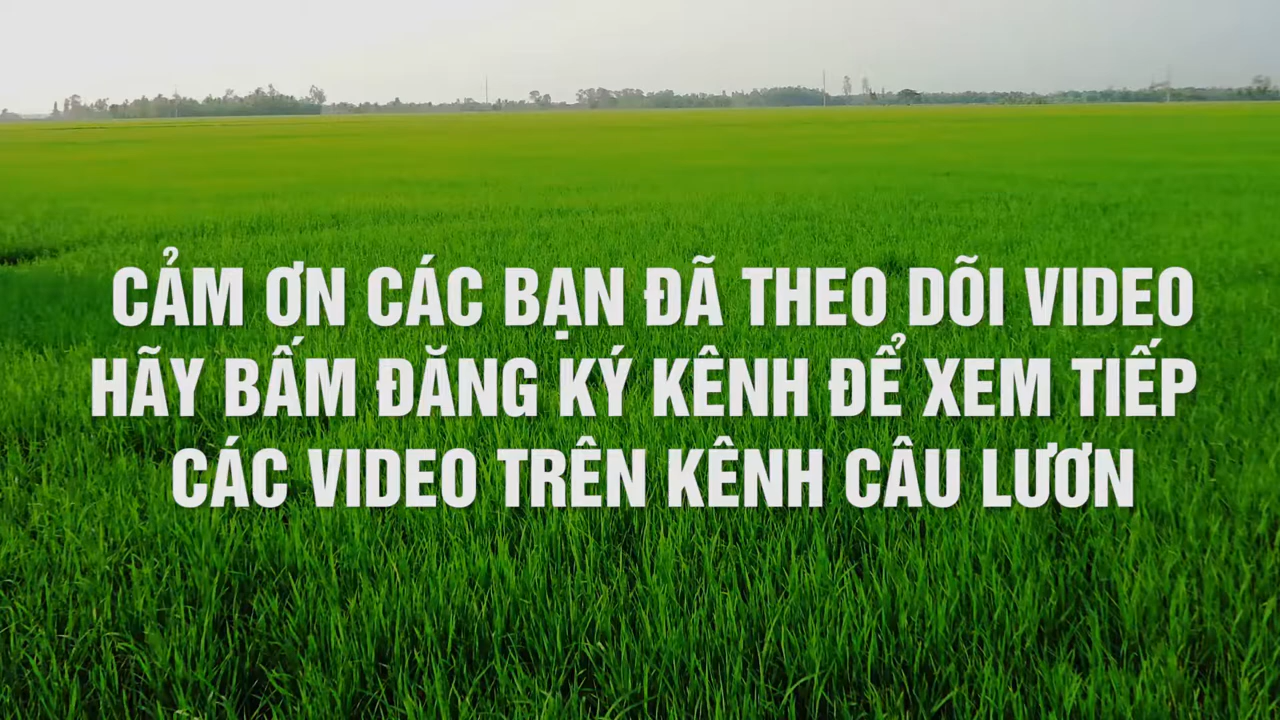 CẢM ƠN CÁC BẠN ĐÃ THEO DÕI VIDEO
HÃY BẤM ĐĂNG KÝ KÊNH ĐỂ XEM TIẾP
CÁC VIDEO TRÊN KÊNH CÂU LƯƠN